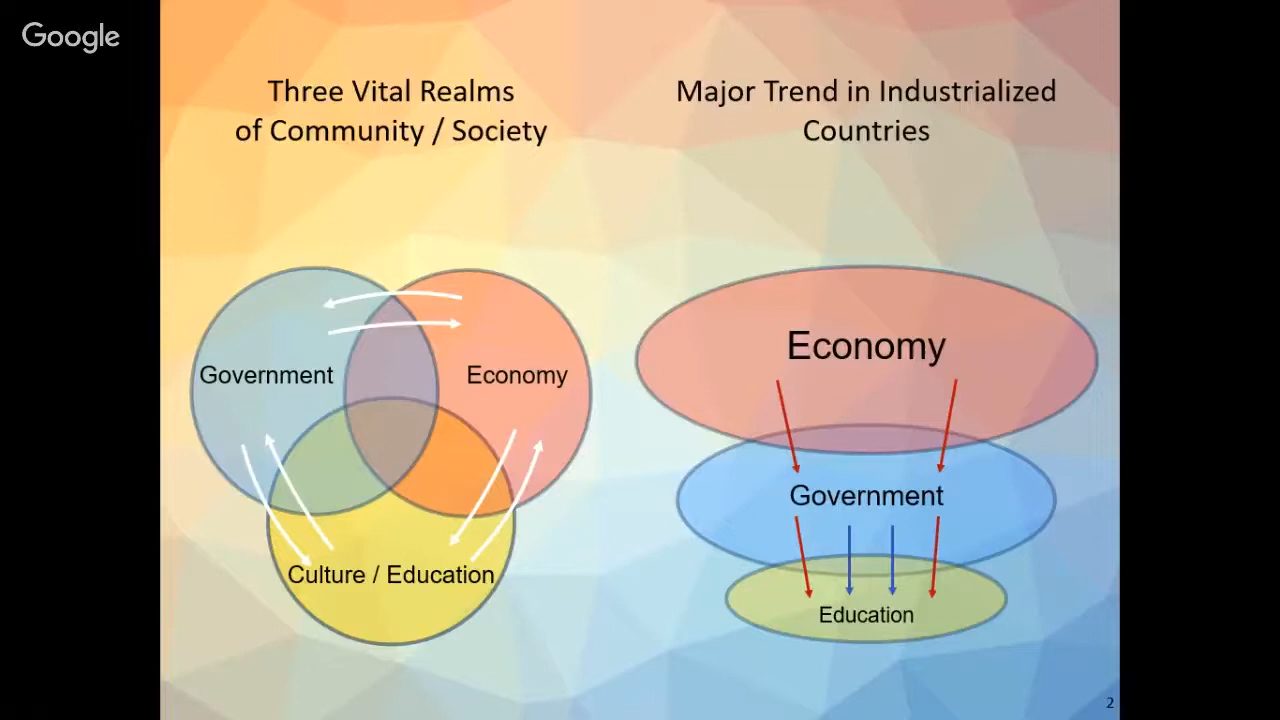 Google
Three Vital Realms
of Community / Society
Major Trend in Industrialized
Countries
Government
Economy
Culture / Education
Economy
Government
Education
2